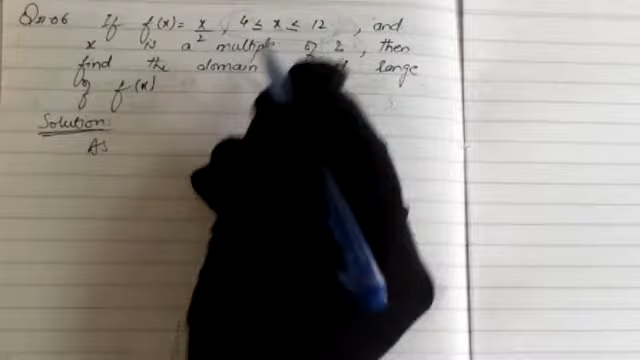 Q#06 If f(x) = x/2, 4 ≤ x ≤ 12, and
x is a multiple of 2, then
find the domain range
of f(x)
Solution:
As